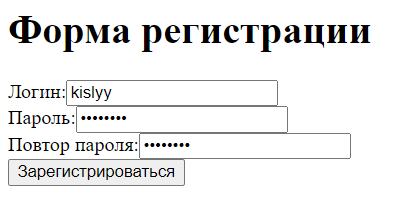 Форма регистрации
Логин: kislyy
Пароль: ••••••••
Повтор пароля: ••••••••
Зарегистрироваться